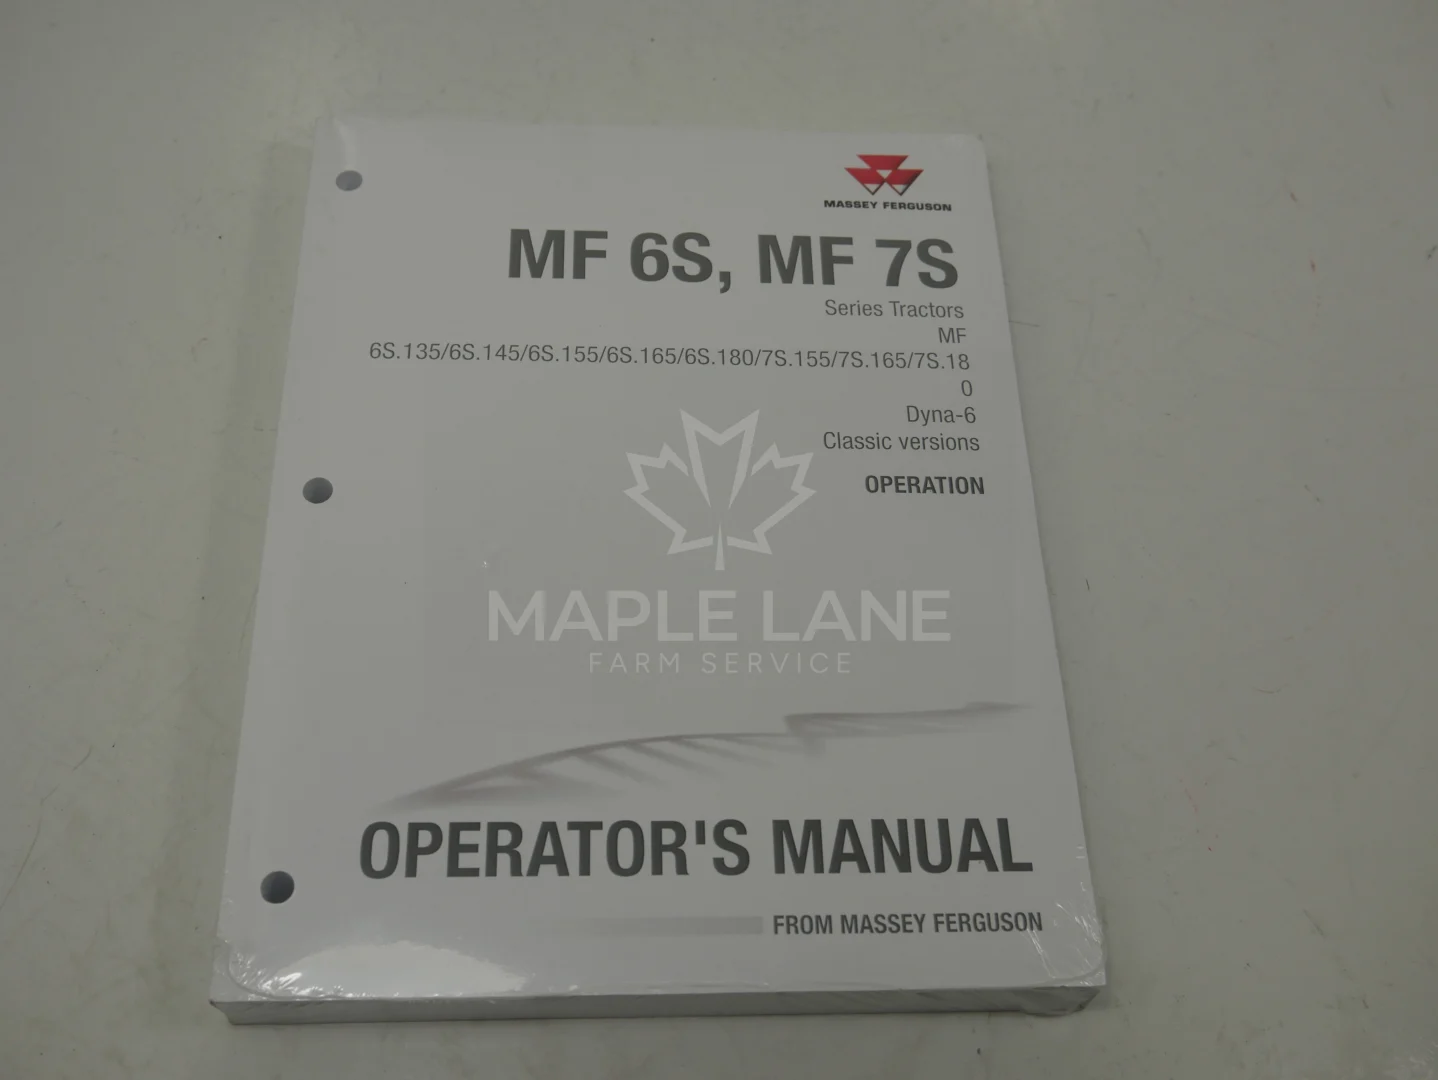 MASSEY FERGUSON
MF 6S, MF 7S
Series Tractors
MF
6S.135/6S.145/6S.155/6S.165/6S.180/7S.155/7S.165/7S.18
0
Dyna-6
Classic versions
OPERATION
MAPLE LANE
FARM SERVICE
OPERATOR'S MANUAL
FROM MASSEY FERGUSON